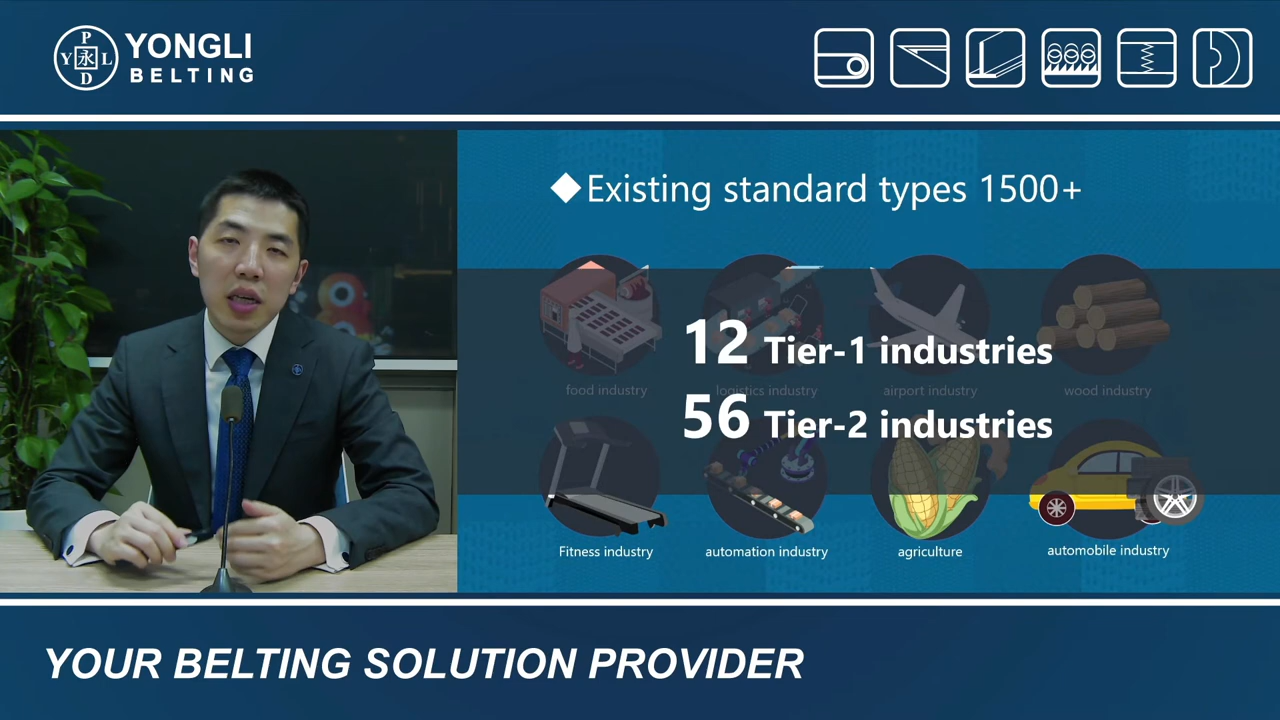 P
Y 永 L
D
YONGLI
BELTING
Existing standard types 1500+
12 Tier-1 industries
56 Tier-2 industries
food industry
logistics industry
airport industry
wood industry
Fitness industry
automation industry
agriculture
automobile industry
YOUR BELTING SOLUTION PROVIDER